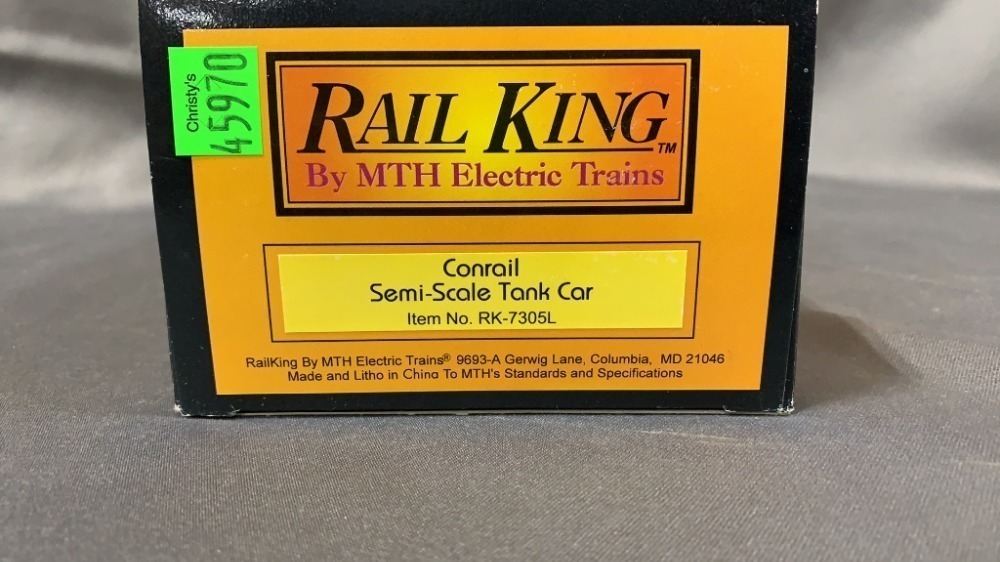 Christy's
45970
RAIL KING TM
By MTH Electric Trains
Conrail
Semi-Scale Tank Car
Item No. RK-7305L
RailKing By MTH Electric Trains® 9693-A Gerwig Lane, Columbia, MD 21046
Made and Litho in China To MTH's Standards and Specifications